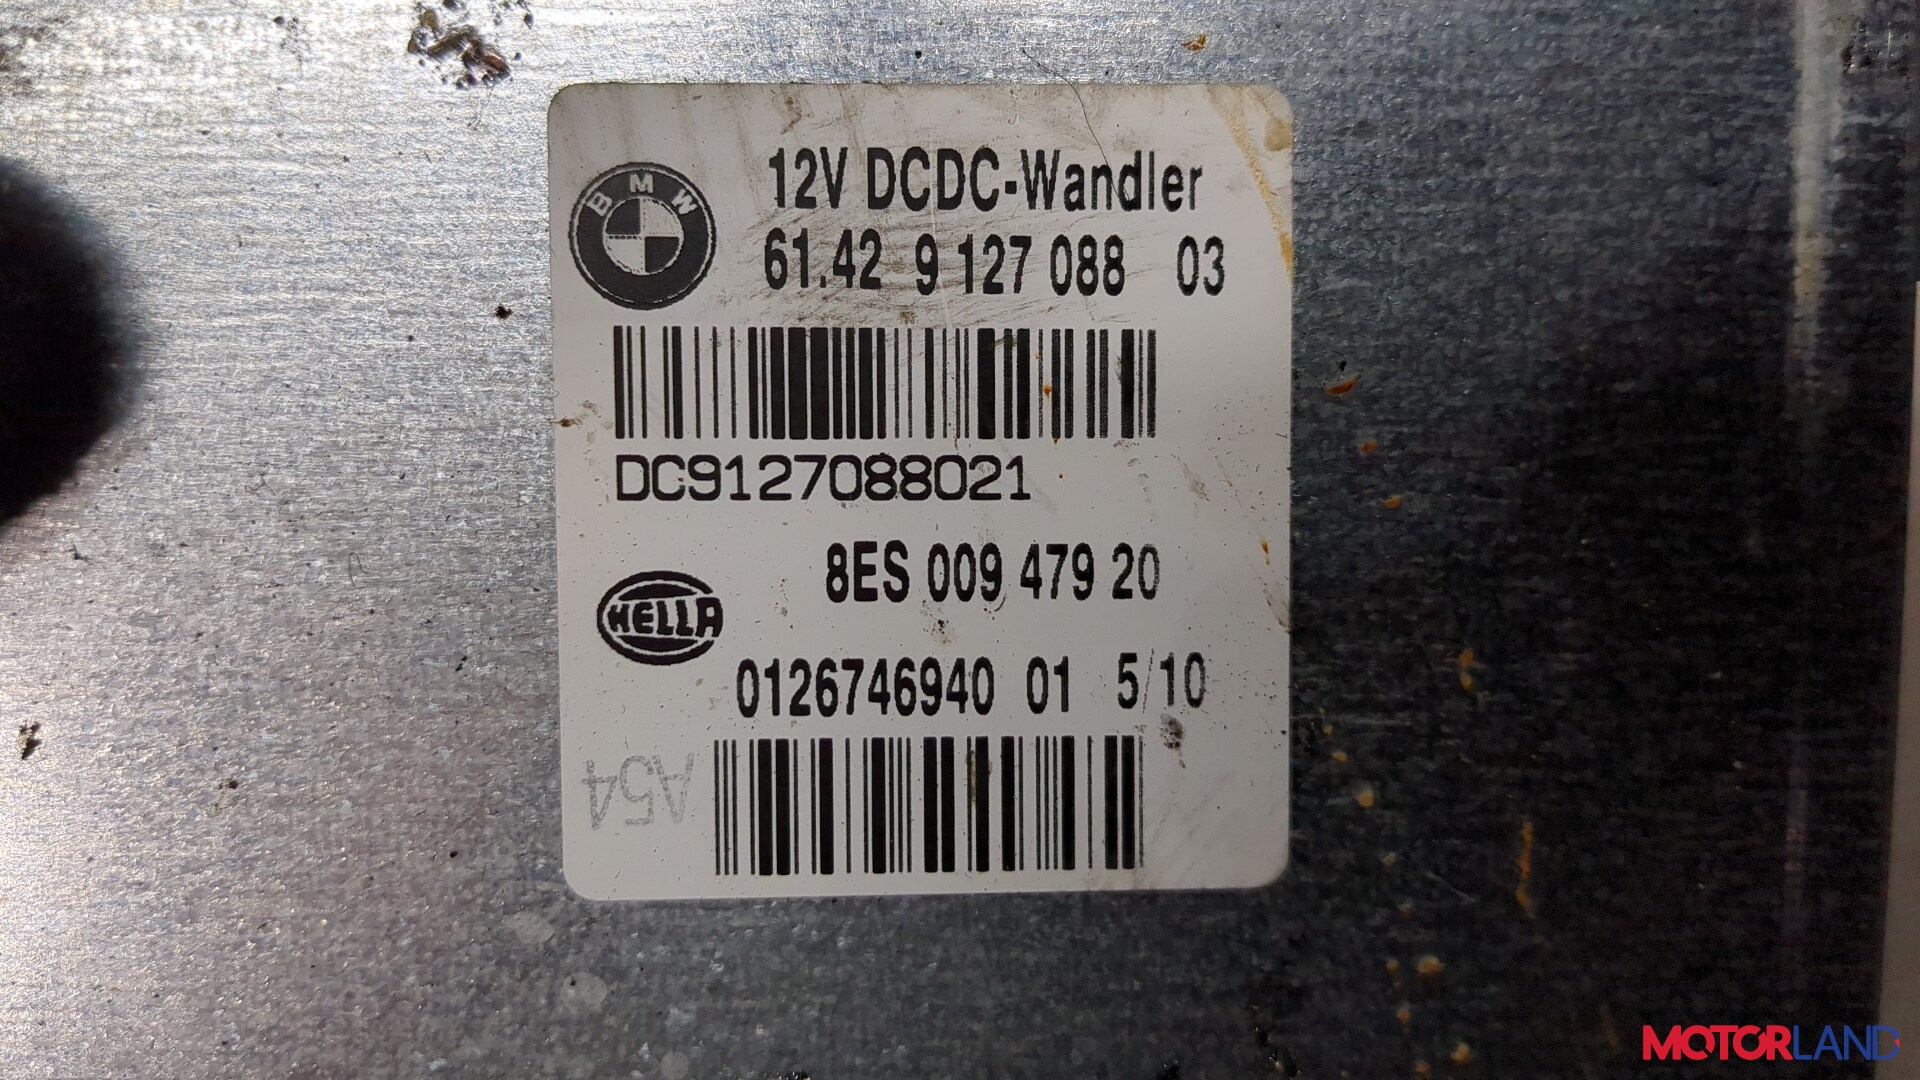 BMW
12V DCDC-Wandler
61.42 9 127 088 03
DC9127088021
8ES 009 479 20
HELLA
0126746940 01 5/10
A54
MOTORLAND